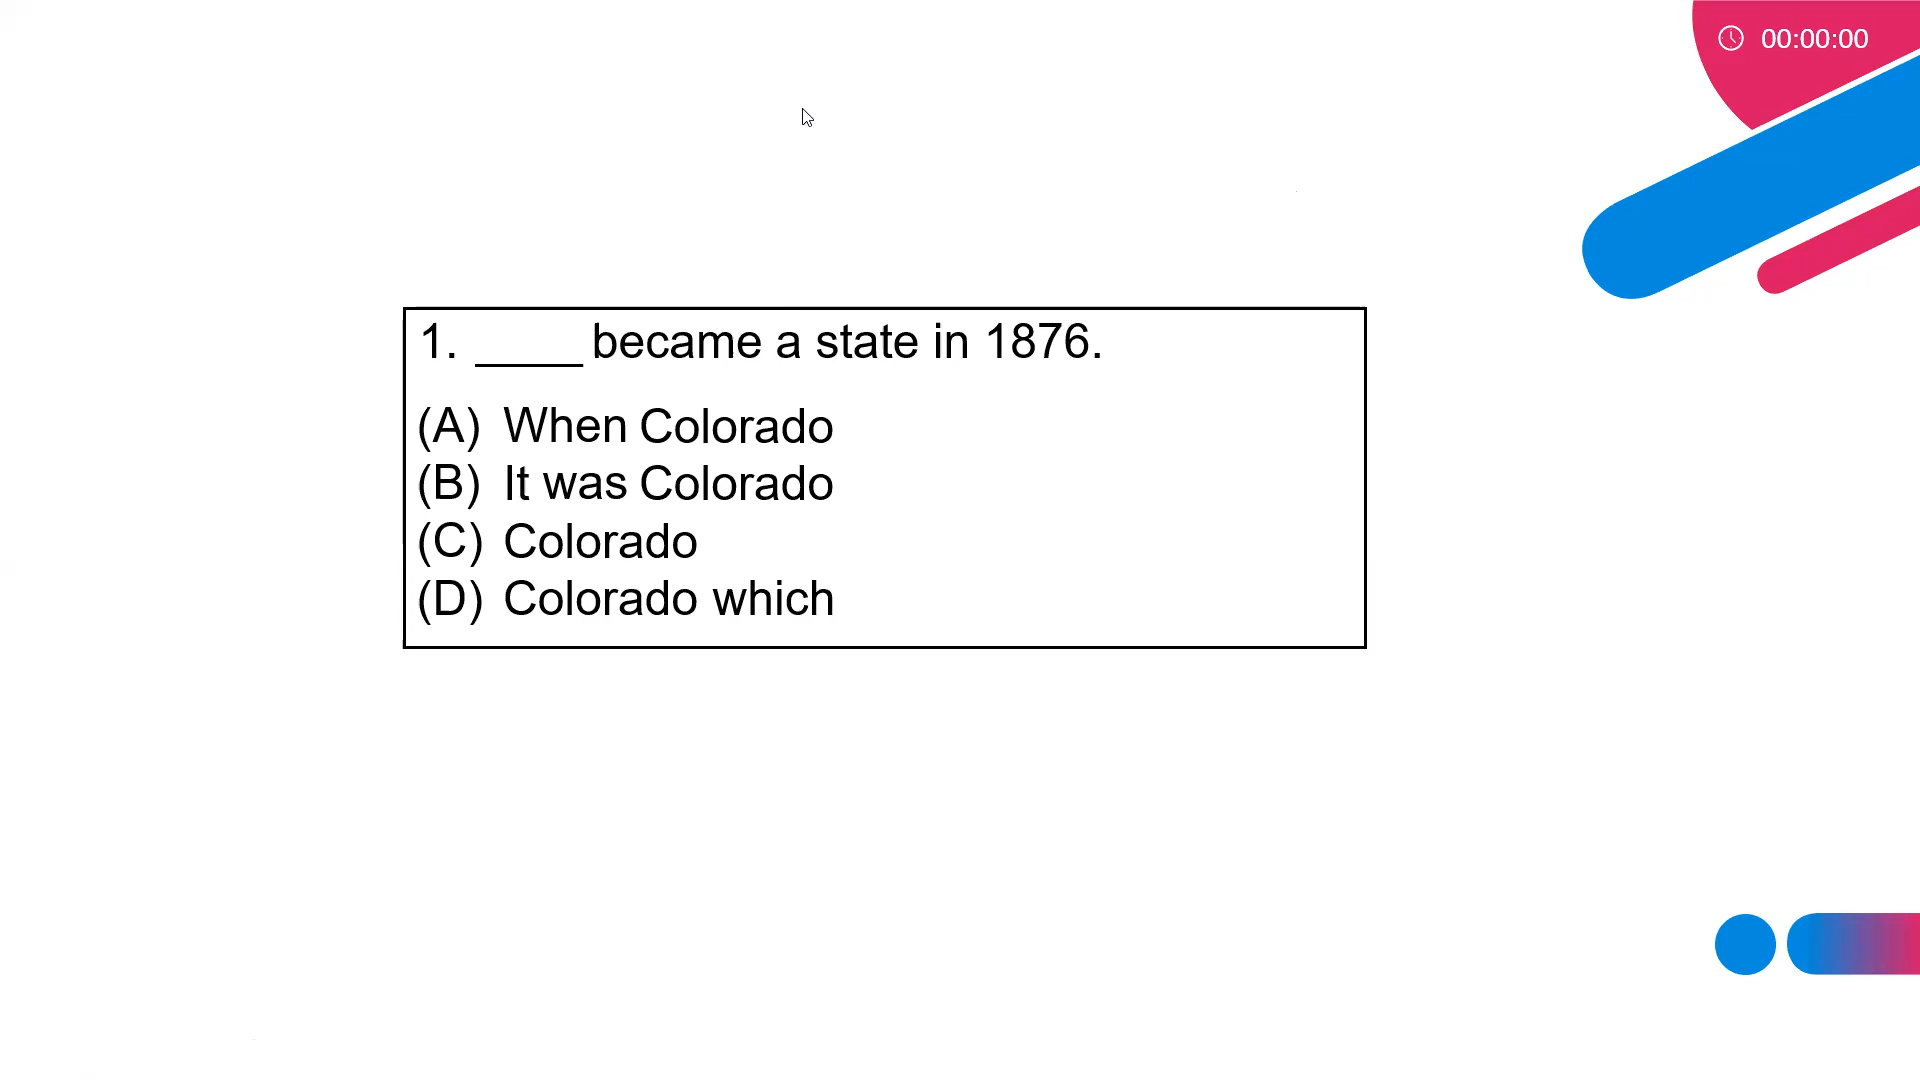 00:00:00
1. ____ became a state in 1876.
(A) When Colorado
(B) It was Colorado
(C) Colorado
(D) Colorado which